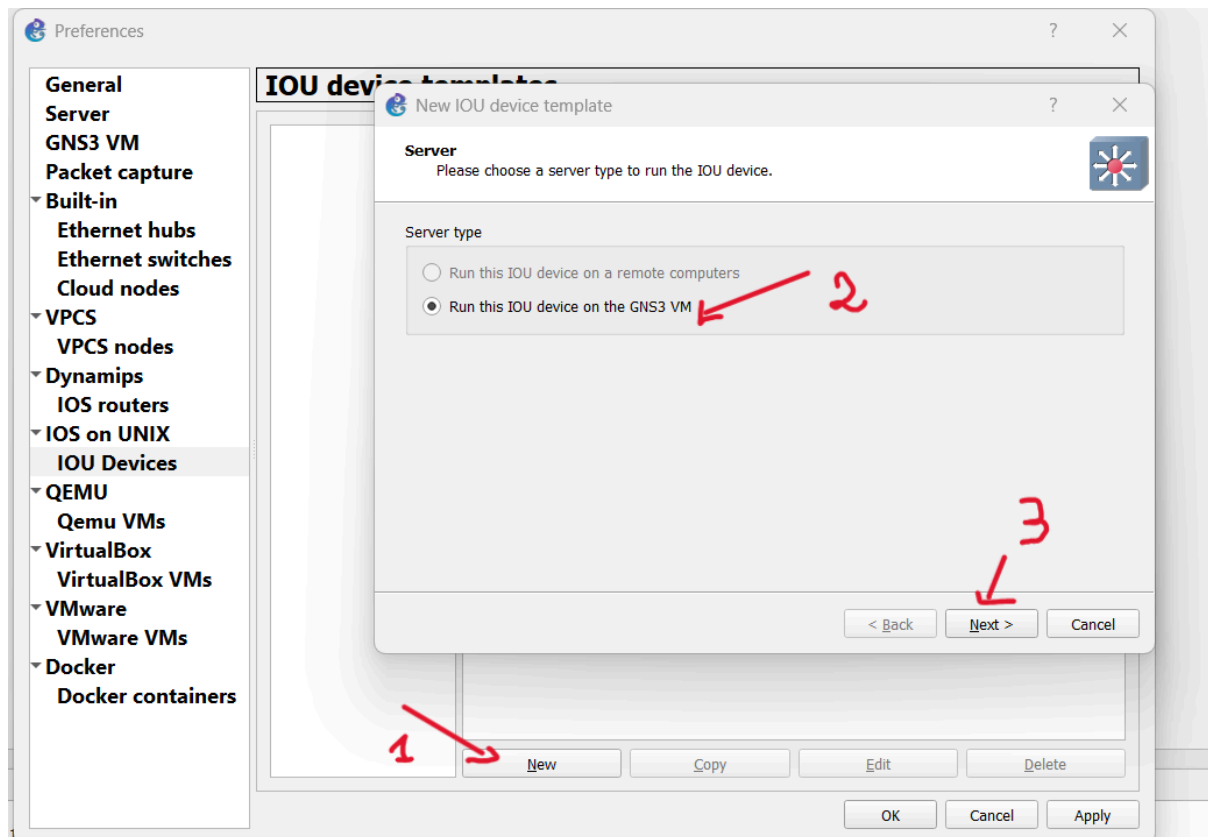 Preferences
?
General
Server
GNS3 VM
Packet capture
Built-in
Ethernet hubs
Ethernet switches
Cloud nodes
VPCS
VPCS nodes
Dynamips
IOS routers
IOS on UNIX
IOU Devices
QEMU
Qemu VMs
VirtualBox
VirtualBox VMs
VMware
VMware VMs
Docker
Docker containers
IOU device templates
New IOU device template
?
Server
Please choose a server type to run the IOU device.
Server type
Run this IOU device on a remote computers
Run this IOU device on the GNS3 VM
2
3
< Back Next > Cancel
1
New Copy Edit Delete
OK Cancel Apply